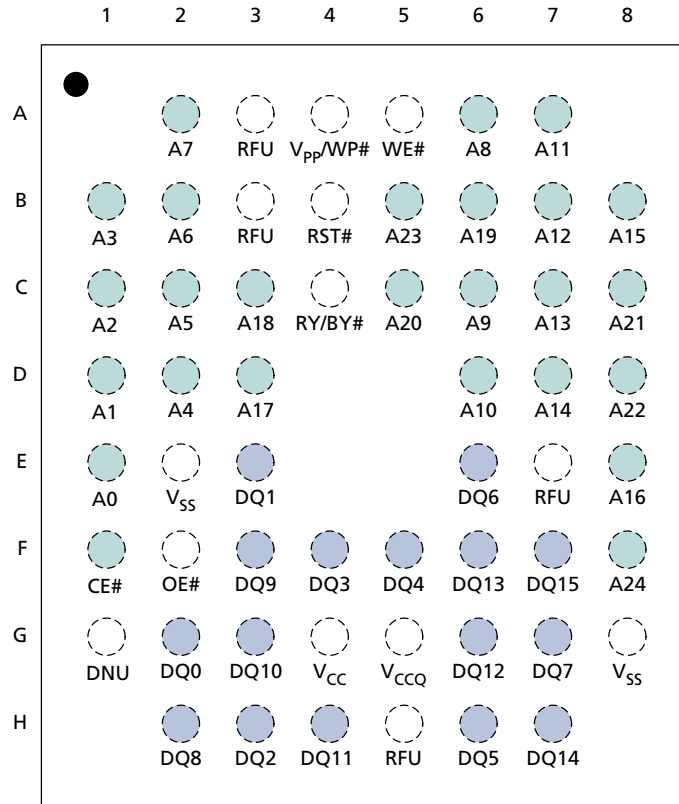 1 2 3 4 5 6 7 8
A
A7 RFU VPP/WP# WE# A8 A11
B
A3 A6 RFU RST# A23 A19 A12 A15
C
A2 A5 A18 RY/BY# A20 A9 A13 A21
D
A1 A4 A17 A10 A14 A22
E
A0 VSS DQ1 DQ6 RFU A16
F
CE# OE# DQ9 DQ3 DQ4 DQ13 DQ15 A24
G
DNU DQ0 DQ10 VCC VCCQ DQ12 DQ7 VSS
H
DQ8 DQ2 DQ11 RFU DQ5 DQ14